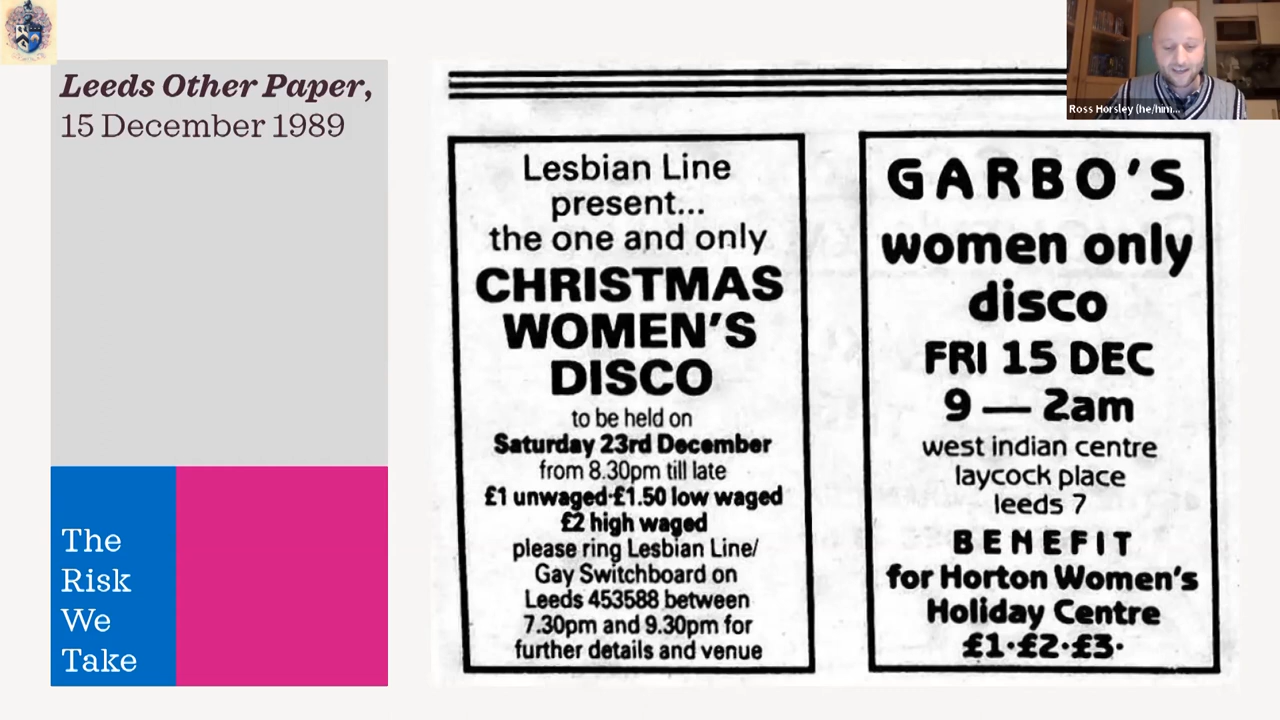 Leeds Other Paper,
15 December 1989
The
Risk
We
Take
Lesbian Line
present...
the one and only
CHRISTMAS
WOMEN'S
DISCO
to be held on
Saturday 23rd December
from 8.30pm till late
£1 unwaged·£1.50 low waged
£2 high waged
please ring Lesbian Line/
Gay Switchboard on
Leeds 453588 between
7.30pm and 9.30pm for
further details and venue
GARBO'S
women only
disco
FRI 15 DEC
9 — 2am
west indian centre
laycock place
leeds 7
BENEFIT
for Horton Women's
Holiday Centre
£1·£2·£3·
Ross Horsley (he/him...